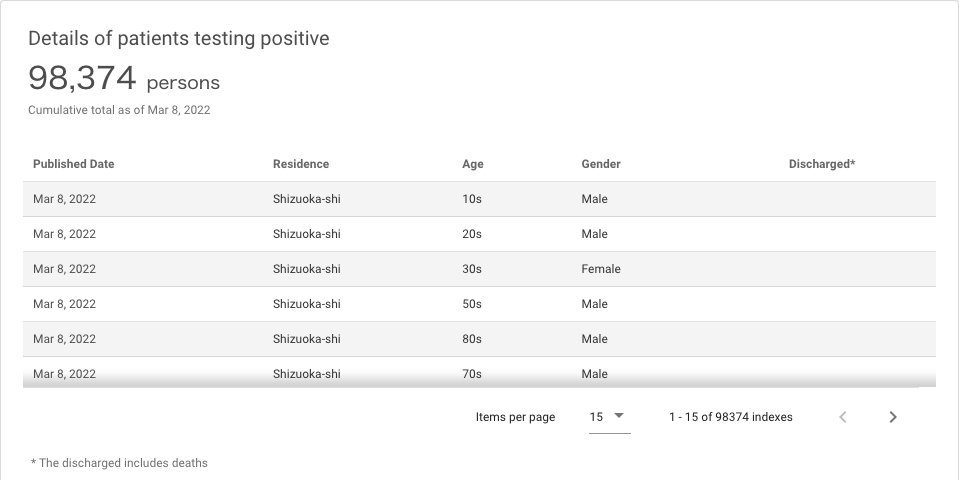 Details of patients testing positive
98,374 persons
Cumulative total as of Mar 8, 2022
Published Date Residence Age Gender Discharged*
Mar 8, 2022 Shizuoka-shi 10s Male
Mar 8, 2022 Shizuoka-shi 20s Male
Mar 8, 2022 Shizuoka-shi 30s Female
Mar 8, 2022 Shizuoka-shi 50s Male
Mar 8, 2022 Shizuoka-shi 80s Male
Mar 8, 2022 Shizuoka-shi 70s Male
Items per page 15 1 - 15 of 98374 indexes
* The discharged includes deaths